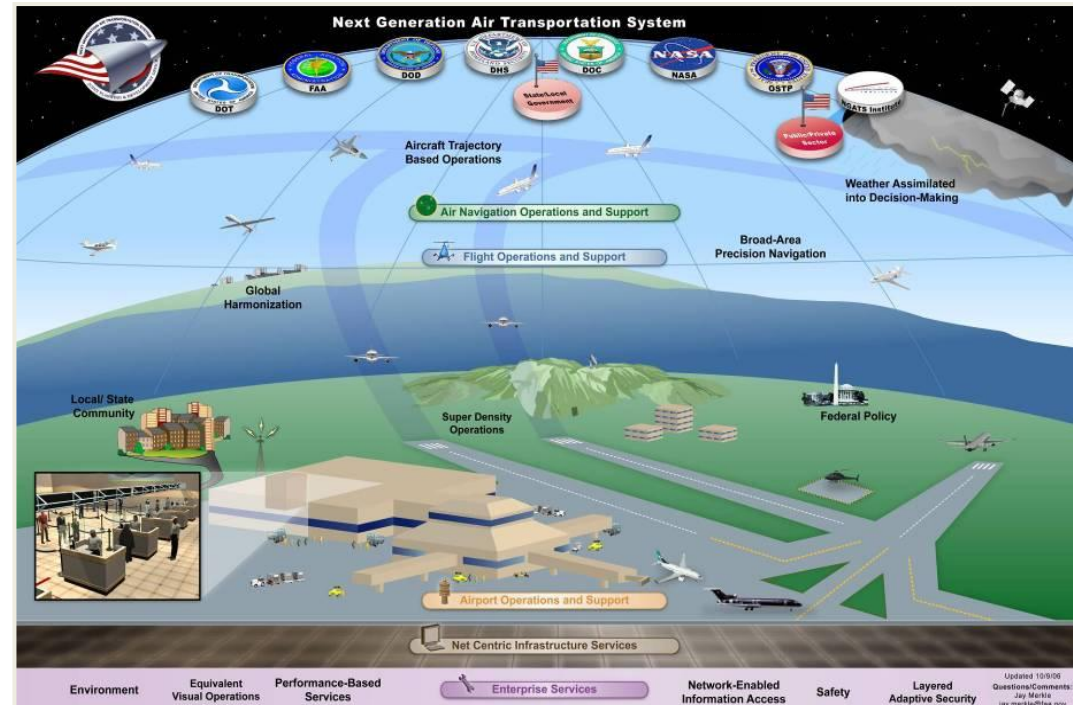 Next Generation Air Transportation System
DOT
FAA
DOD
DHS
DOC
NASA
OSTP
NGATS Institute
State/Local
Government
Public/Private
Sector
Aircraft Trajectory
Based Operations
Weather Assimilated
into Decision-Making
Air Navigation Operations and Support
Broad-Area
Precision Navigation
Flight Operations and Support
Global
Harmonization
Local/ State
Community
Super Density
Operations
Federal Policy
Airport Operations and Support
Net Centric Infrastructure Services
Environment
Equivalent
Visual Operations
Performance-Based
Services
Enterprise Services
Network-Enabled
Information Access
Safety
Layered
Adaptive Security
Updated 10/9/06
Questions/Comments:
Jay Merkle
jay.merkle@faa.gov